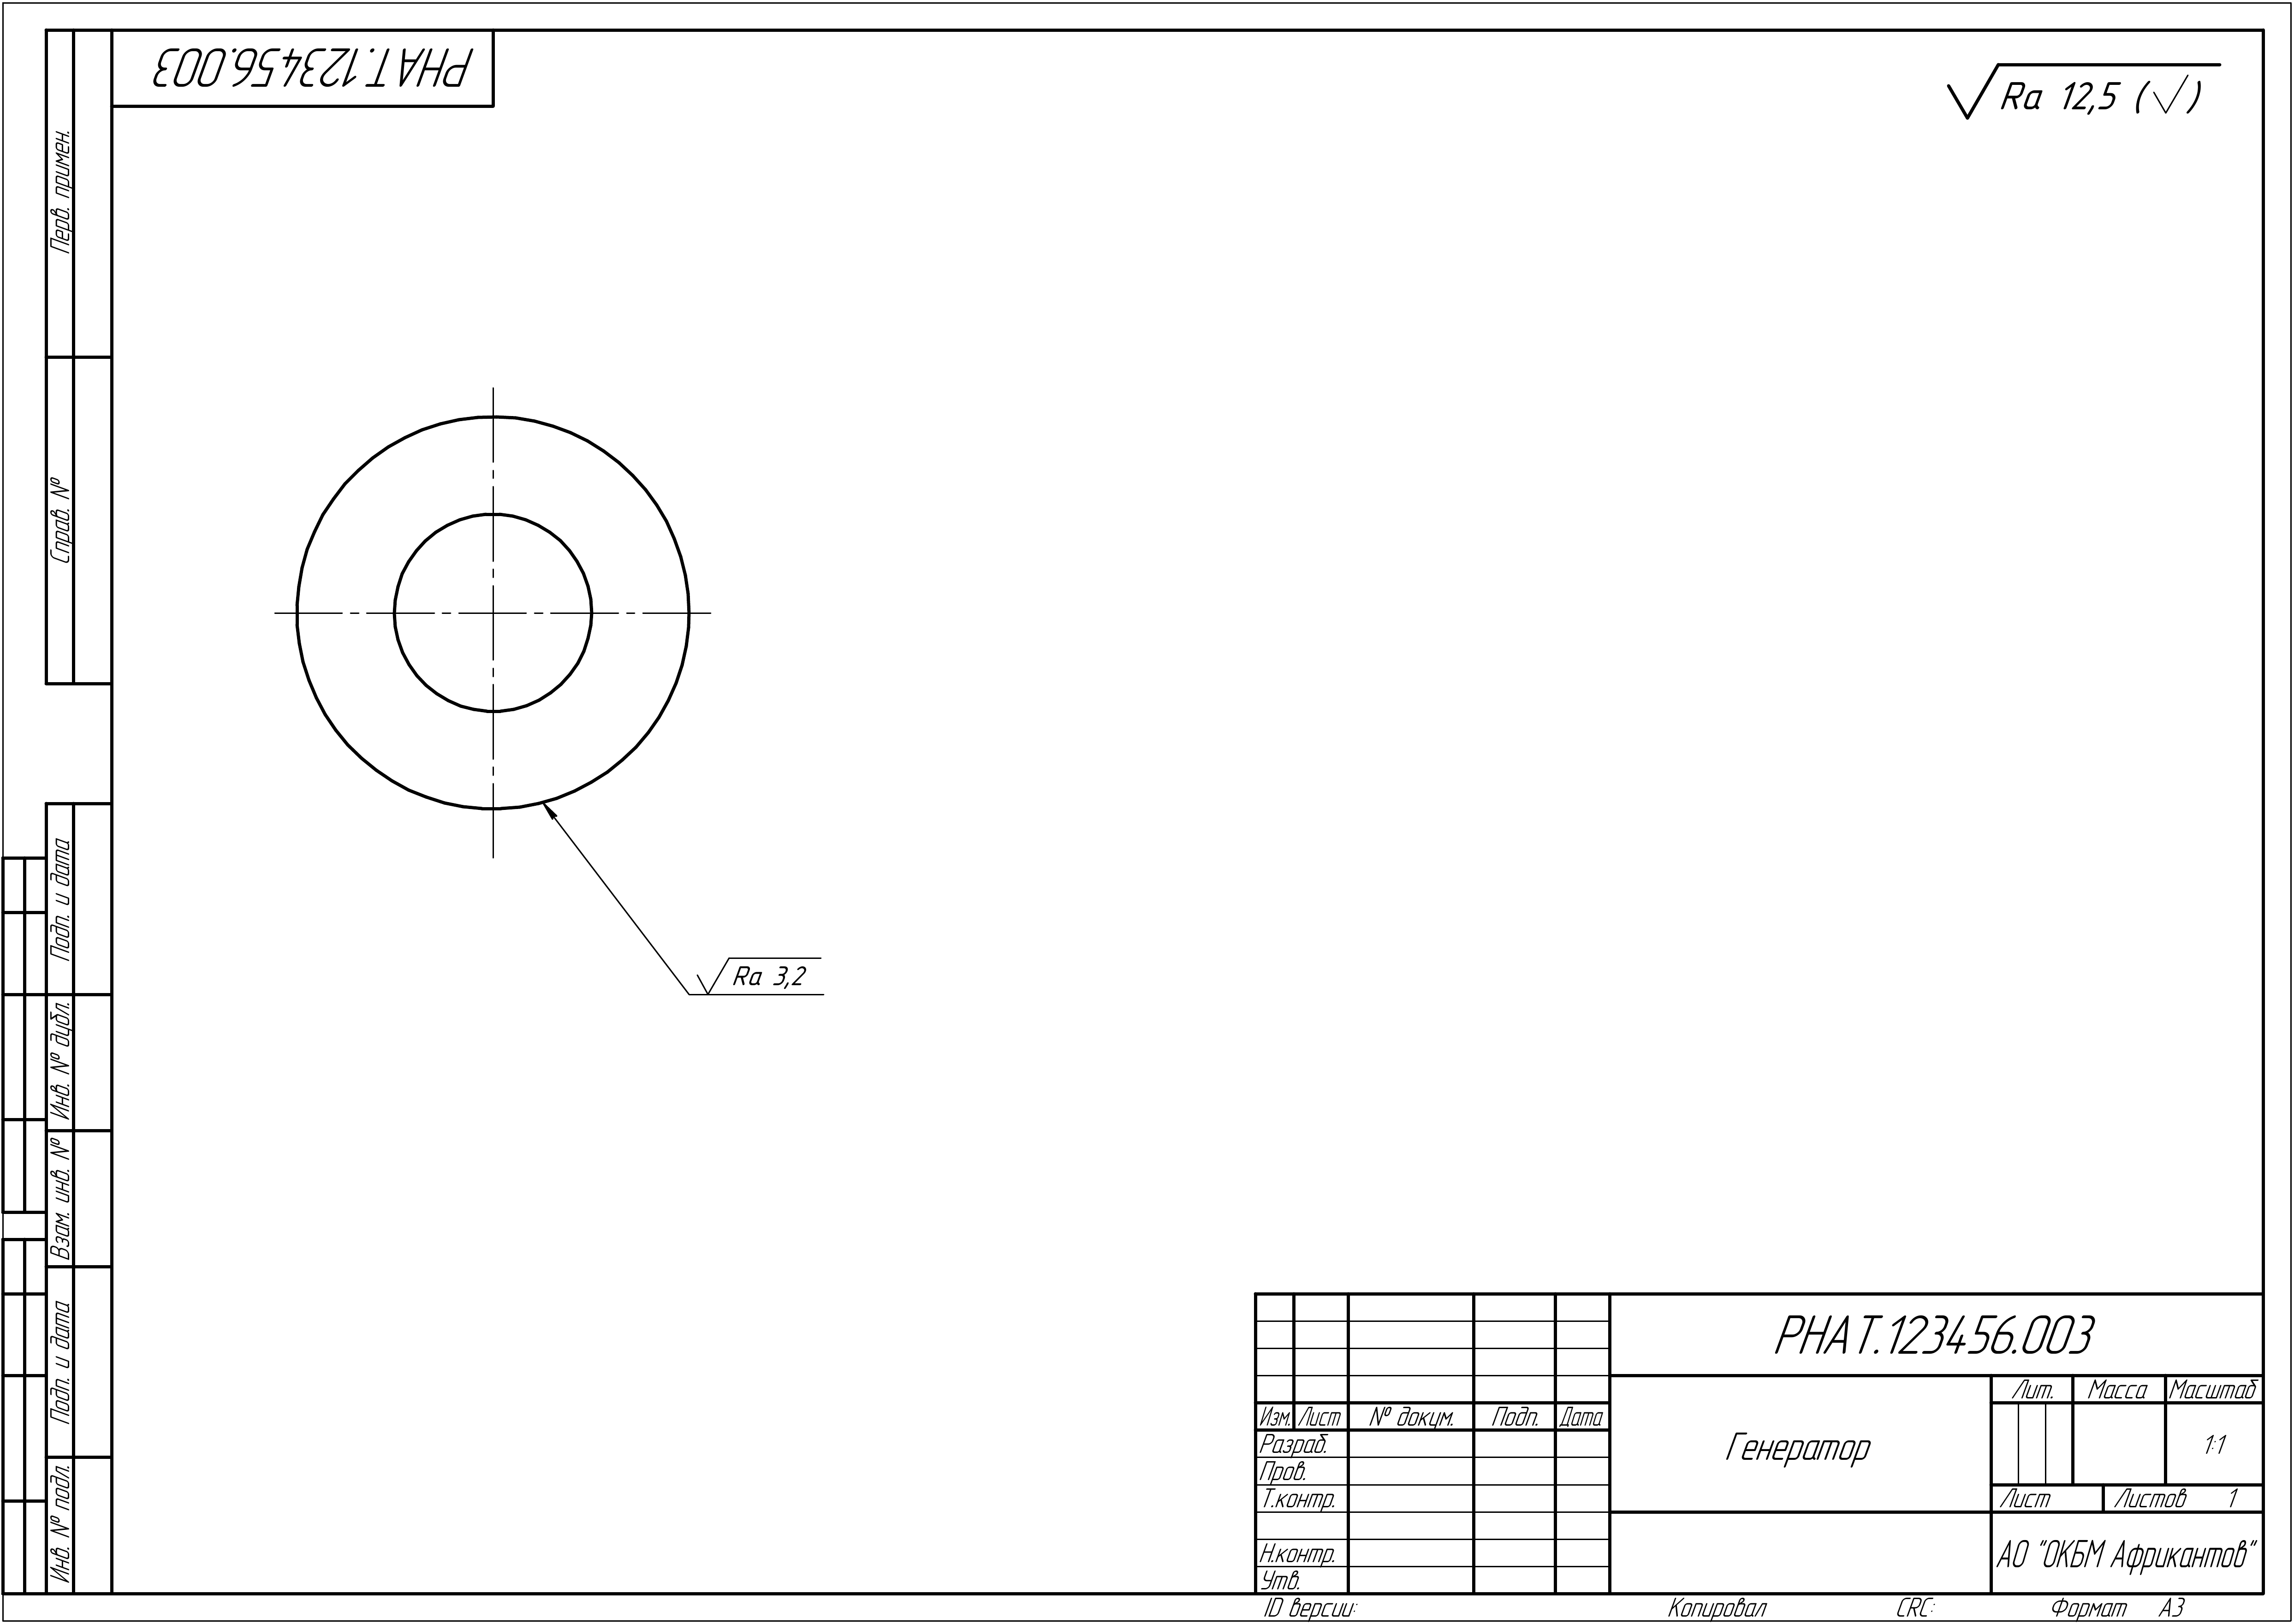 РНАТ.123456.003
Ra 12,5 (√)
Перв. примен.
Справ. №
Ra 3,2
Подп. и дата
Инв. № дубл.
Взам. инв. №
Подп. и дата
Инв. № подл.
РНАТ.123456.003
Лит. Масса Масштаб
Изм. Лист № докум. Подп. Дата
Разраб.
Генератор
1:1
Пров.
Т.контр.
Лист Листов 1
Н.контр.
АО "ОКБМ Африкантов"
Утв.
ID версии: Копировал CRC: Формат А3